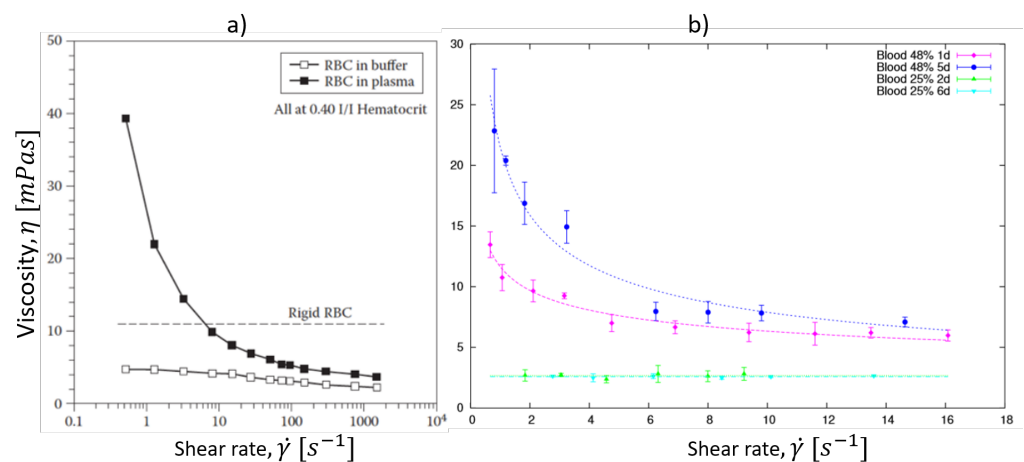 a)
50
40
30
20
10
0
0.1
1
10
100
1000
10⁴
RBC in buffer
RBC in plasma
All at 0.40 I/I Hematocrit
Rigid RBC
Viscosity, η [mPas]
Shear rate, γ̇ [s⁻¹]
b)
30
25
20
15
10
5
0
0
2
4
6
8
10
12
14
16
18
Blood 48% 1d
Blood 48% 5d
Blood 25% 2d
Blood 25% 6d
Shear rate, γ̇ [s⁻¹]